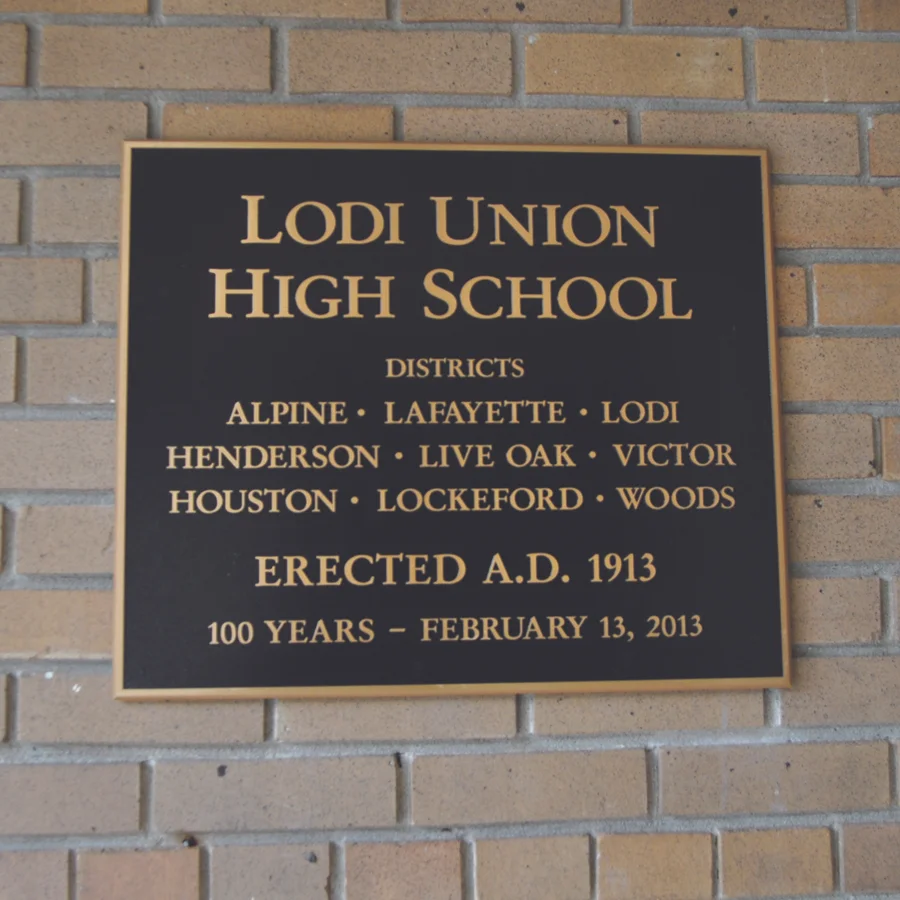 LODI UNION
HIGH SCHOOL
DISTRICTS
ALPINE • LAFAYETTE • LODI
HENDERSON • LIVE OAK • VICTOR
HOUSTON • LOCKEFORD • WOODS
ERECTED A.D. 1913
100 YEARS – FEBRUARY 13, 2013